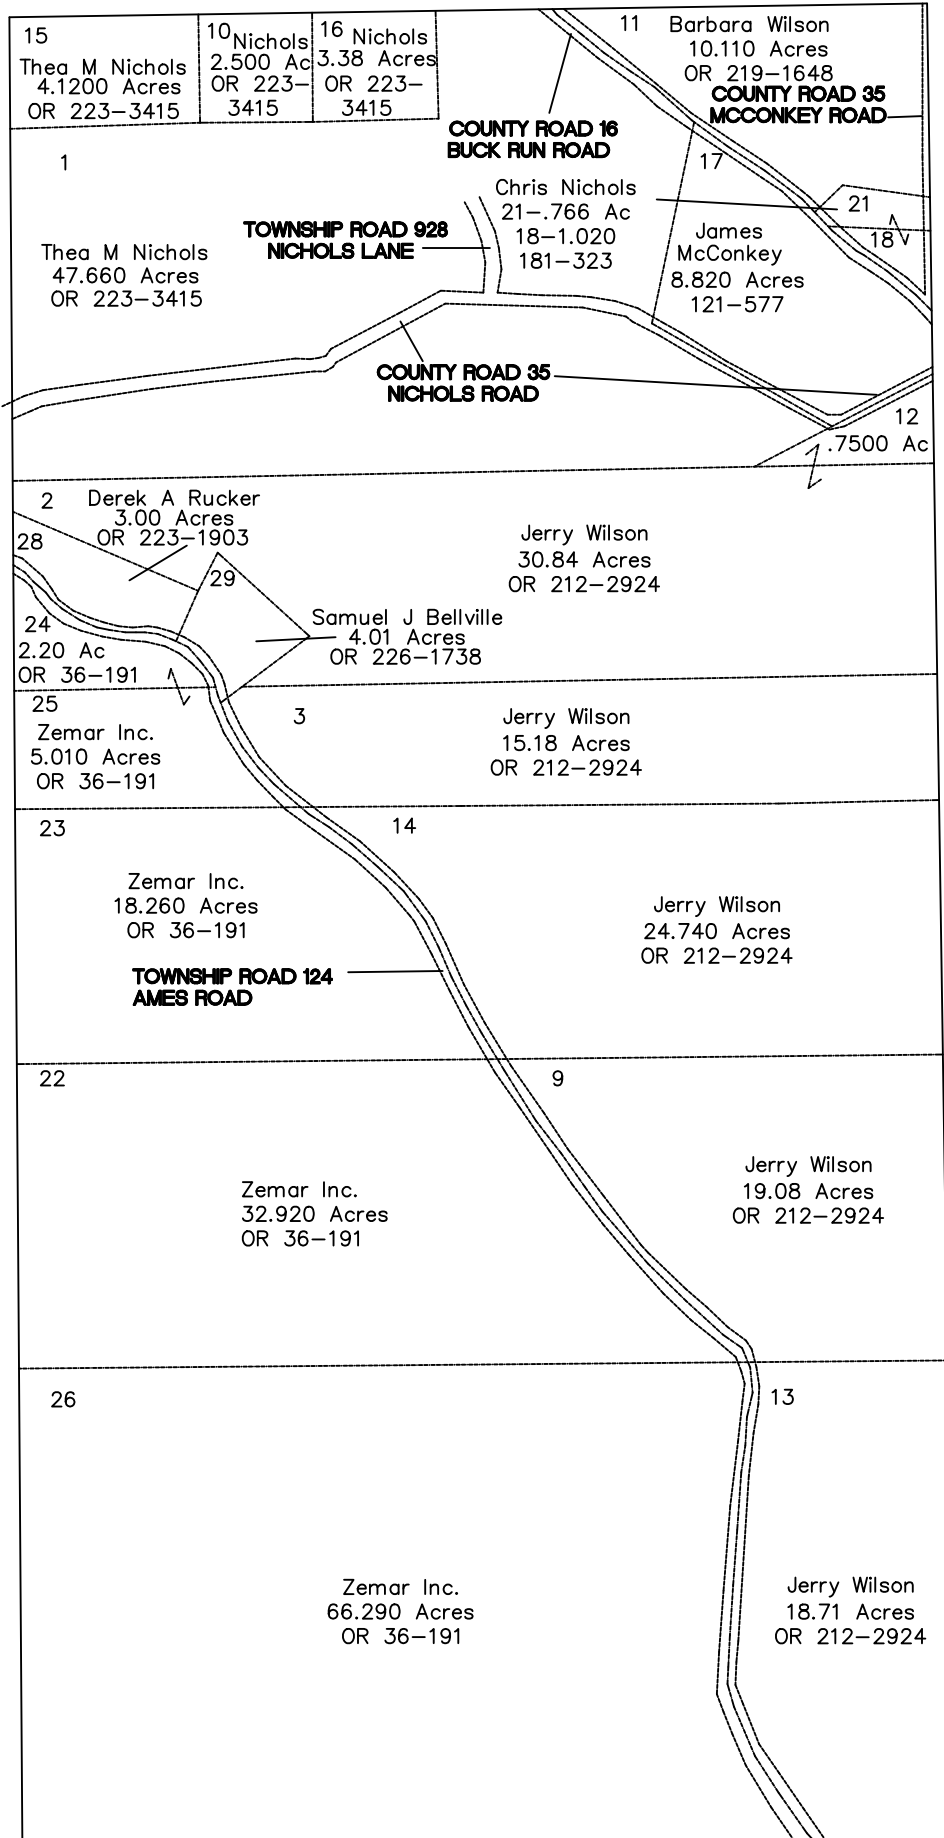 15
Thea M Nichols
4.1200 Acres
OR 223-3415
10
Nichols
2.500 Ac
OR 223-
3415
16 Nichols
3.38 Acres
OR 223-
3415
11
Barbara Wilson
10.110 Acres
OR 219-1648
COUNTY ROAD 35
MCCONKEY ROAD
COUNTY ROAD 16
BUCK RUN ROAD
1
17
Chris Nichols
21-.766 Ac
18-1.020
181-323
21
18
TOWNSHIP ROAD 928
NICHOLS LANE
James
McConkey
8.820 Acres
121-577
Thea M Nichols
47.660 Acres
OR 223-3415
COUNTY ROAD 35
NICHOLS ROAD
12
.7500 Ac
2
Derek A Rucker
3.00 Acres
OR 223-1903
28
29
Jerry Wilson
30.84 Acres
OR 212-2924
Samuel J Bellville
4.01 Acres
OR 226-1738
24
2.20 Ac
OR 36-191
25
Zemar Inc.
5.010 Acres
OR 36-191
3
Jerry Wilson
15.18 Acres
OR 212-2924
23
14
Zemar Inc.
18.260 Acres
OR 36-191
Jerry Wilson
24.740 Acres
OR 212-2924
TOWNSHIP ROAD 124
AMES ROAD
22
9
Zemar Inc.
32.920 Acres
OR 36-191
Jerry Wilson
19.08 Acres
OR 212-2924
26
13
Zemar Inc.
66.290 Acres
OR 36-191
Jerry Wilson
18.71 Acres
OR 212-2924